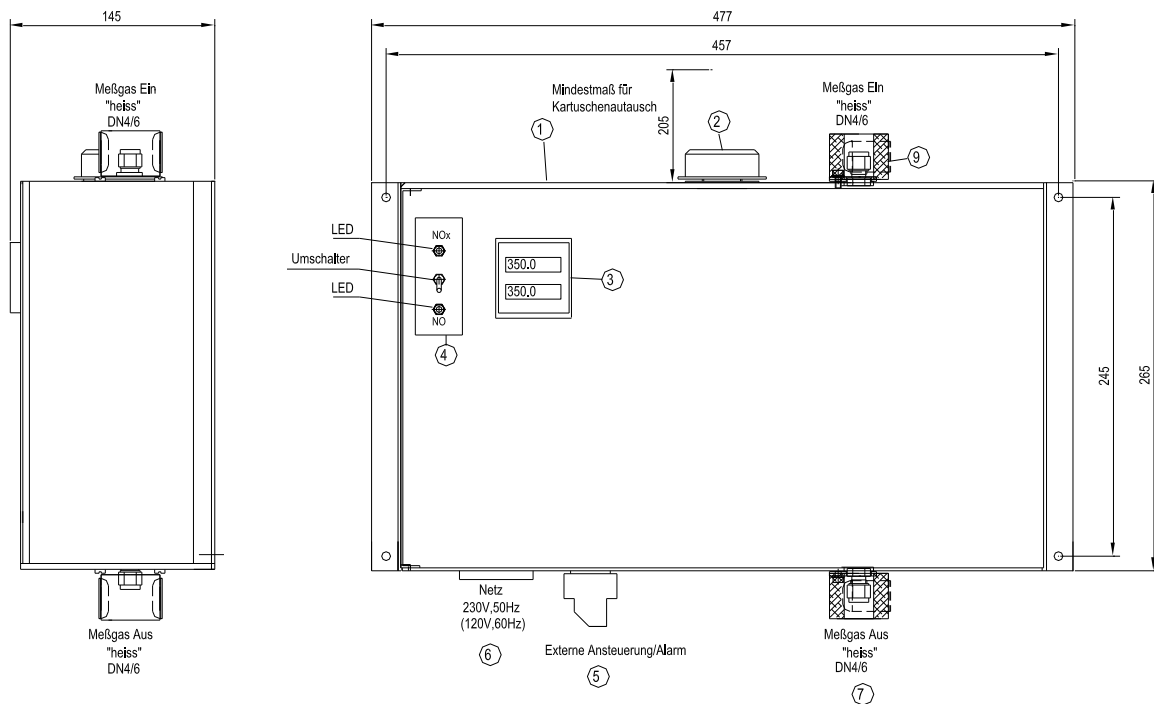 145
477
457
Meßgas Ein
"heiss"
DN4/6
Mindestmaß für
Kartuschenautausch
205
1
2
Meßgas EIn
"heiss"
DN4/6
9
LED
NOx
Umschalter
LED
NO
4
350.0
350.0
3
245
265
Meßgas Aus
"heiss"
DN4/6
Netz
230V,50Hz
(120V,60Hz)
6
Externe Ansteuerung/Alarm
5
Meßgas Aus
"heiss"
DN4/6
7